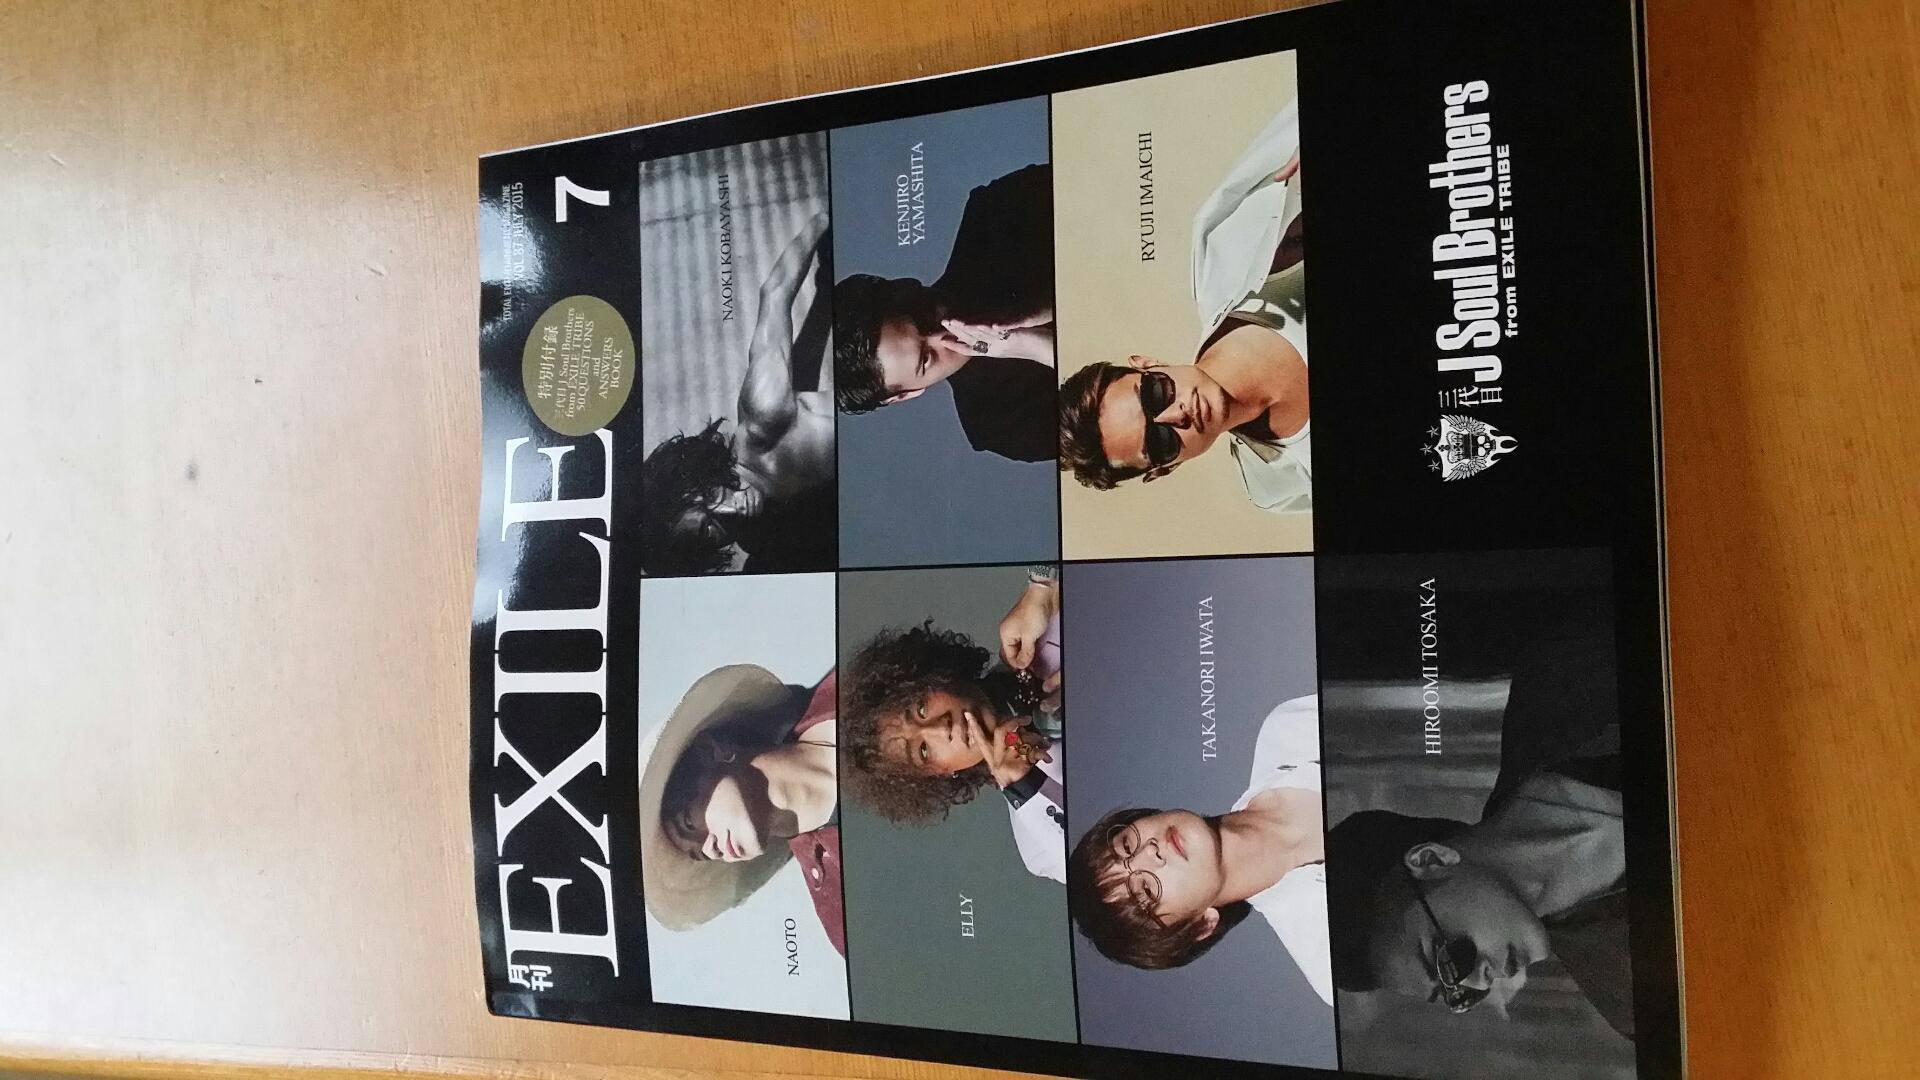 月刊
EXILE
TOTAL ENTERTAINMENT MAGAZINE
VOL.87 JULY 2015
7
特別付録
三代目 J Soul Brothers
from EXILE TRIBE
50 QUESTIONS
and
ANSWERS
BOOK
NAOTO
NAOKI KOBAYASHI
ELLY
KENJIRO
YAMASHITA
TAKANORI IWATA
RYUJI IMAICHI
HIROOMI TOSAKA
三代目
J Soul Brothers
from EXILE TRIBE